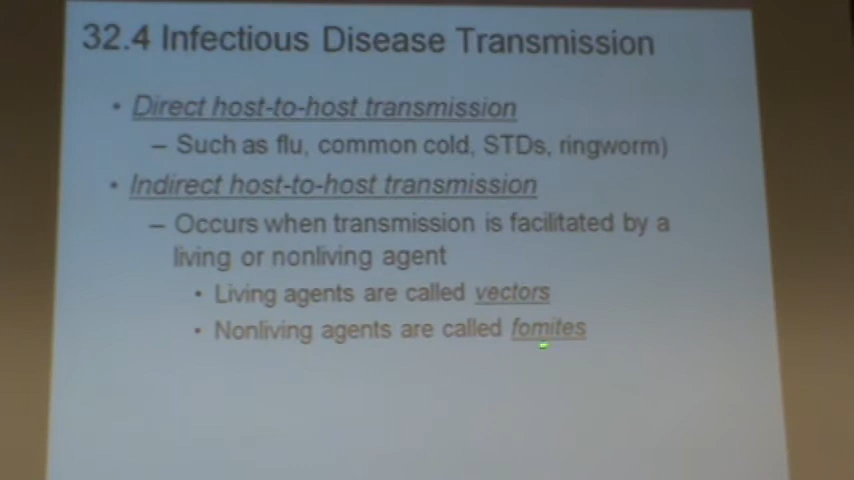 32.4 Infectious Disease Transmission
• Direct host-to-host transmission
– Such as flu, common cold, STDs, ringworm)
• Indirect host-to-host transmission
– Occurs when transmission is facilitated by a
living or nonliving agent
• Living agents are called vectors
• Nonliving agents are called fomites